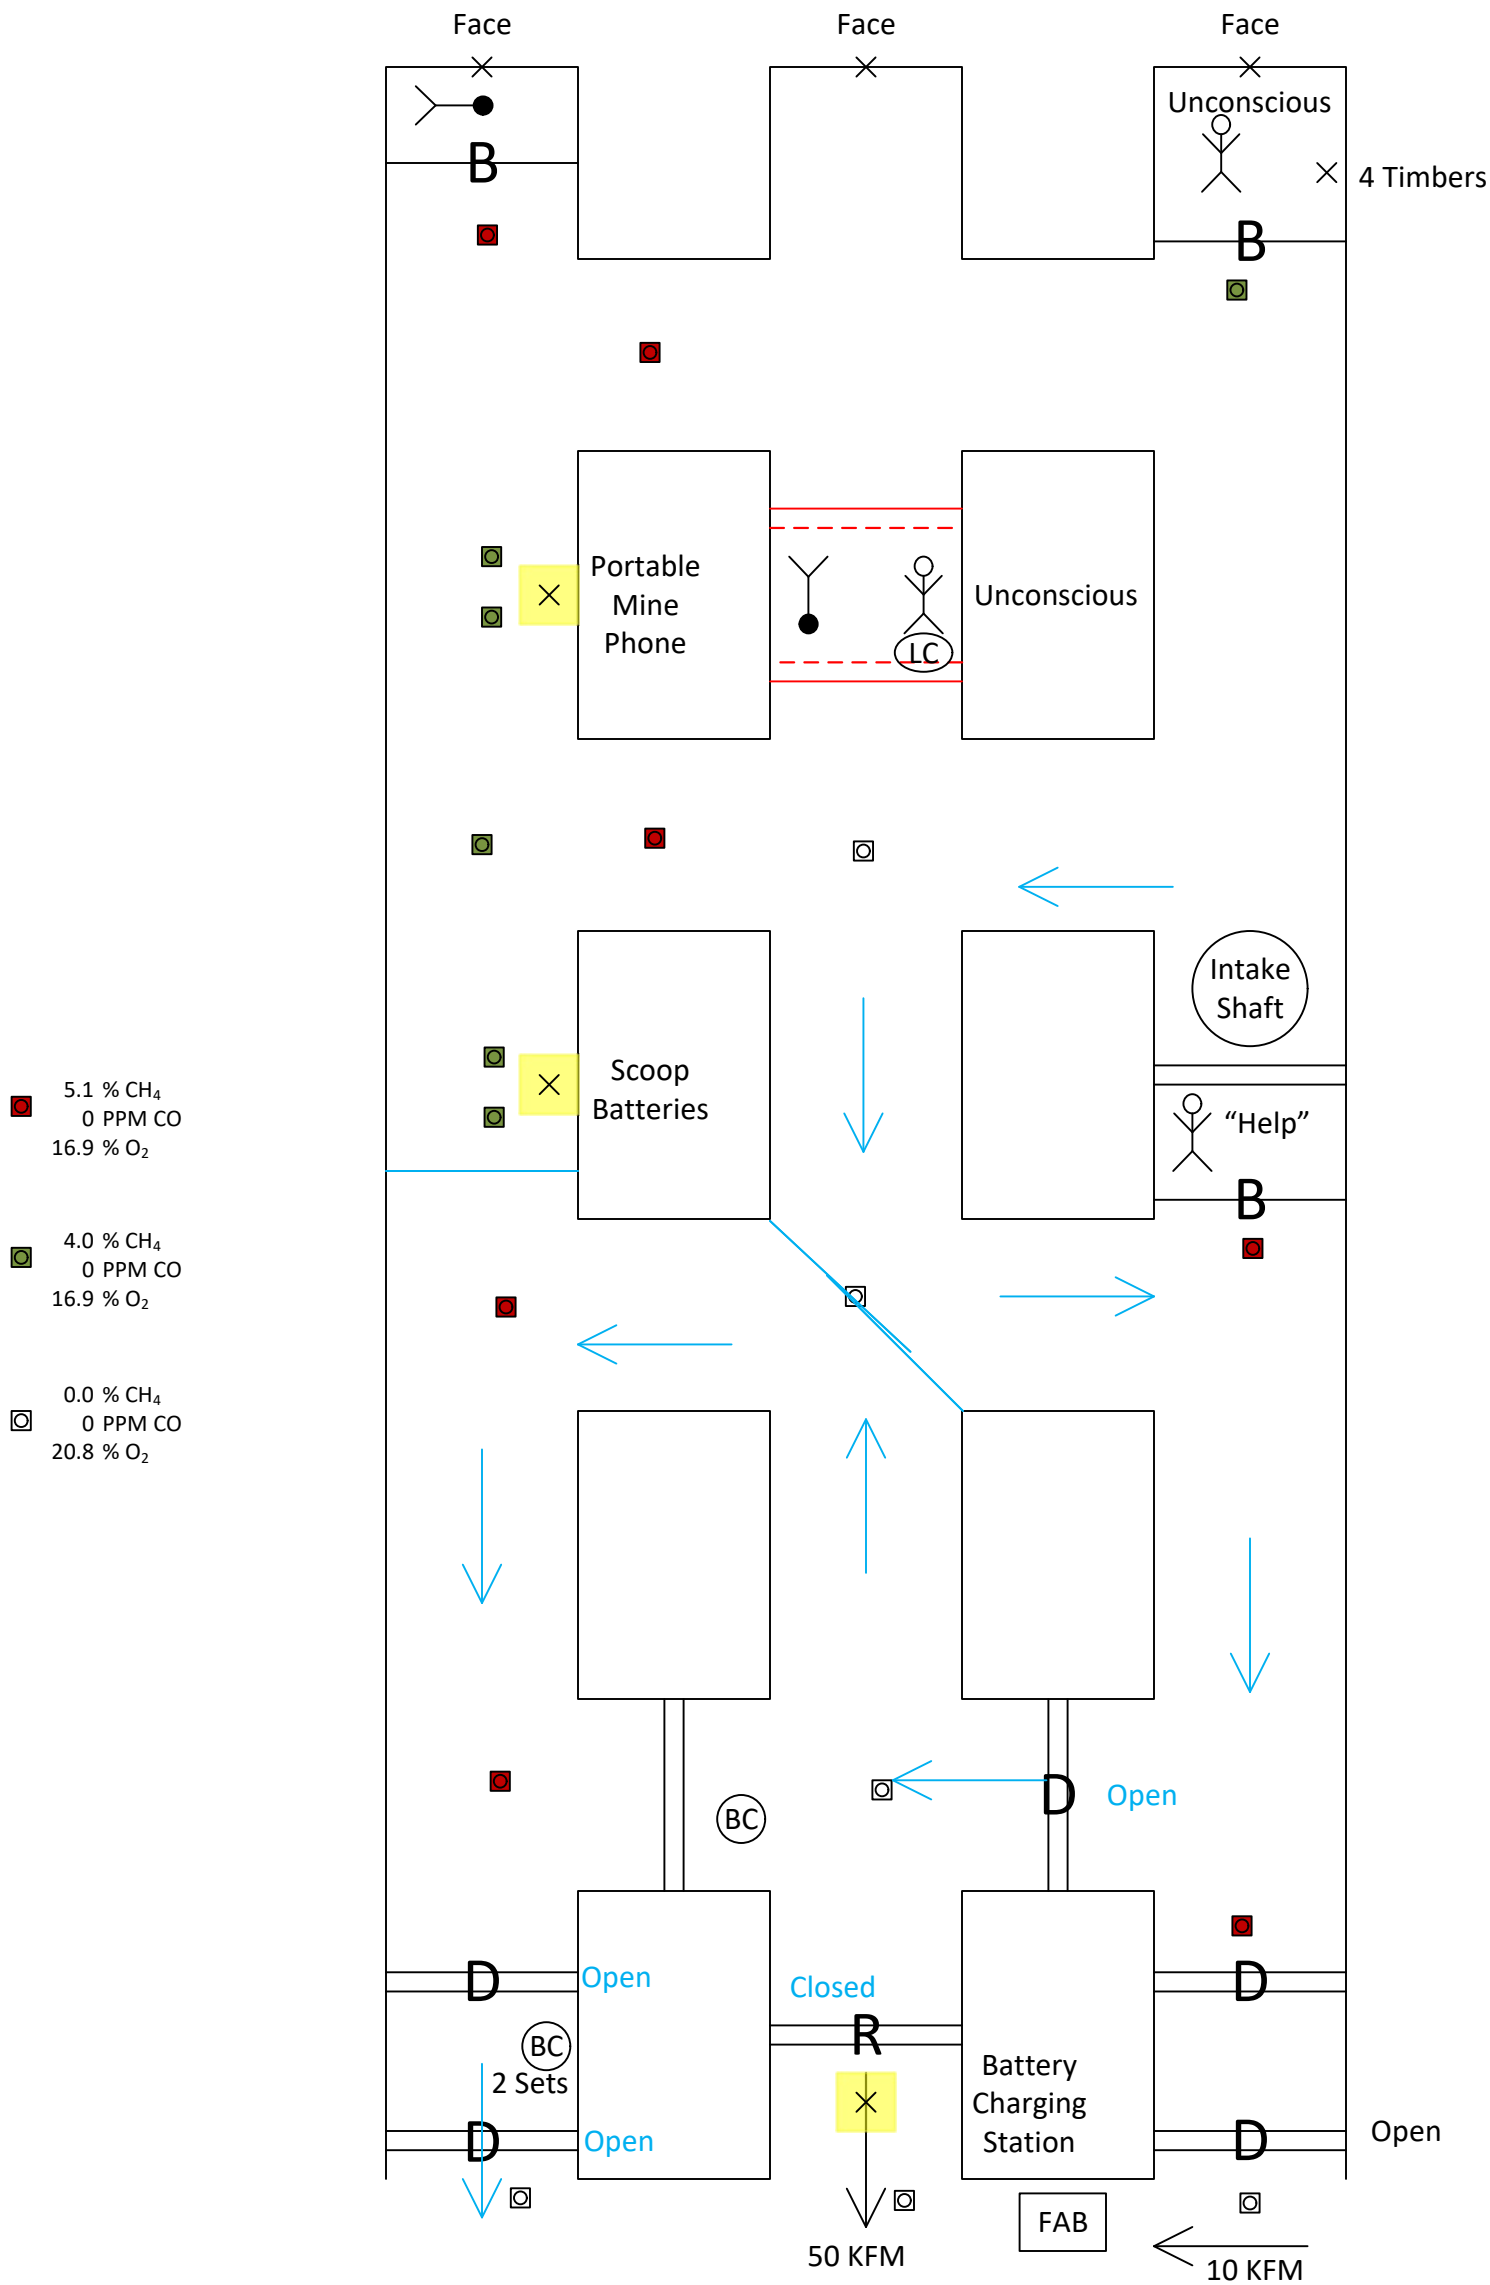 Face
Face
Face
Unconscious
B
4 Timbers
B
Portable
Mine
Phone
Unconscious
LC
Intake
Shaft
Scoop
Batteries
5.1 % CH₄
0 PPM CO
16.9 % O₂
"Help"
B
4.0 % CH₄
0 PPM CO
16.9 % O₂
0.0 % CH₄
0 PPM CO
20.8 % O₂
D
Open
BC
D
Open
Closed
D
R
BC
2 Sets
Battery
Charging
Station
D
Open
D
Open
FAB
50 KFM
10 KFM